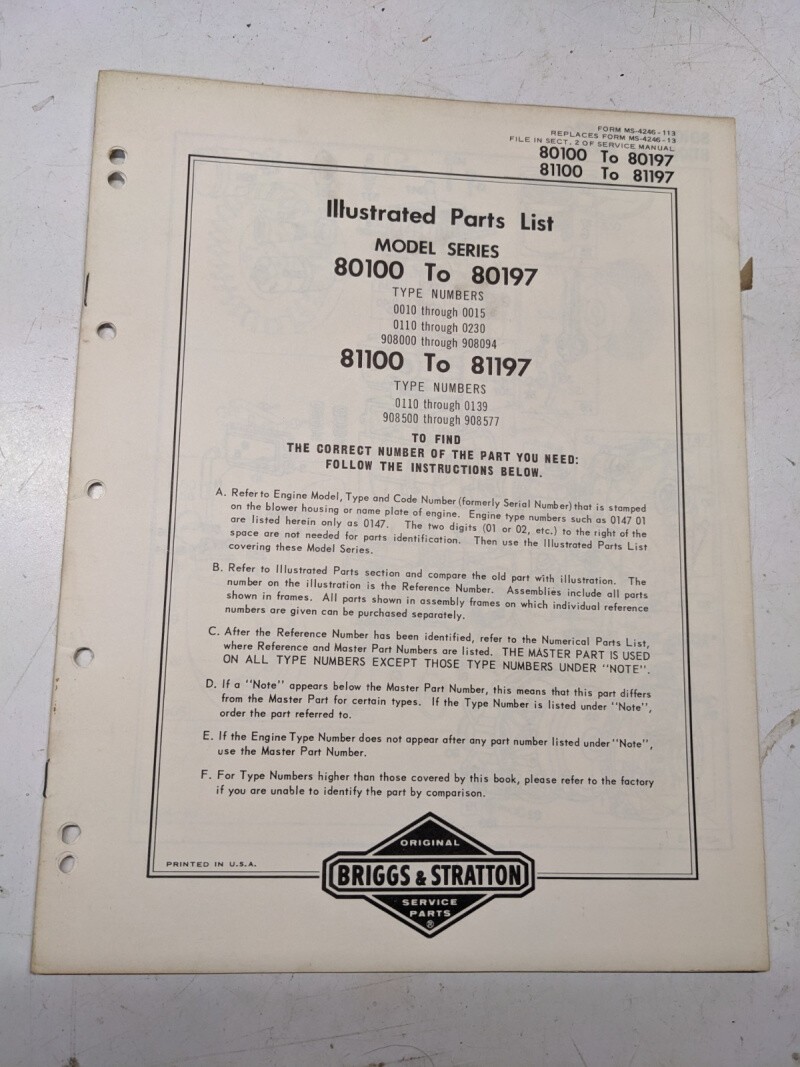 FORM MS-4246-113
REPLACES FORM MS-4246-13
FILE IN SECT. 2 OF SERVICE MANUAL
80100 To 80197
81100 To 81197
Illustrated Parts List
MODEL SERIES
80100 To 80197
TYPE NUMBERS
0010 through 0015
0110 through 0230
908000 through 908094
81100 To 81197
TYPE NUMBERS
0110 through 0139
908500 through 908577
TO FIND
THE CORRECT NUMBER OF THE PART YOU NEED:
FOLLOW THE INSTRUCTIONS BELOW.
A. Refer to Engine Model, Type and Code Number (formerly Serial Number) that is stamped
on the blower housing or name plate of engine. Engine type numbers such as 0147 01
are listed herein only as 0147. The two digits (01 or 02, etc.) to the right of the
space are not needed for parts identification. Then use the Illustrated Parts List
covering these Model Series.
B. Refer to Illustrated Parts section and compare the old part with illustration. The
number on the illustration is the Reference Number. Assemblies include all parts
shown in frames. All parts shown in assembly frames on which individual reference
numbers are given can be purchased separately.
C. After the Reference Number has been identified, refer to the Numerical Parts List,
where Reference and Master Part Numbers are listed. THE MASTER PART IS USED
ON ALL TYPE NUMBERS EXCEPT THOSE TYPE NUMBERS UNDER "NOTE".
D. If a "Note" appears below the Master Part Number, this means that this part differs
from the Master Part for certain types. If the Type Number is listed under "Note",
order the part referred to.
E. If the Engine Type Number does not appear after any part number listed under "Note",
use the Master Part Number.
F. For Type Numbers higher than those covered by this book, please refer to the factory
if you are unable to identify the part by comparison.
PRINTED IN U.S.A.
ORIGINAL
BRIGGS & STRATTON
SERVICE
PARTS
®